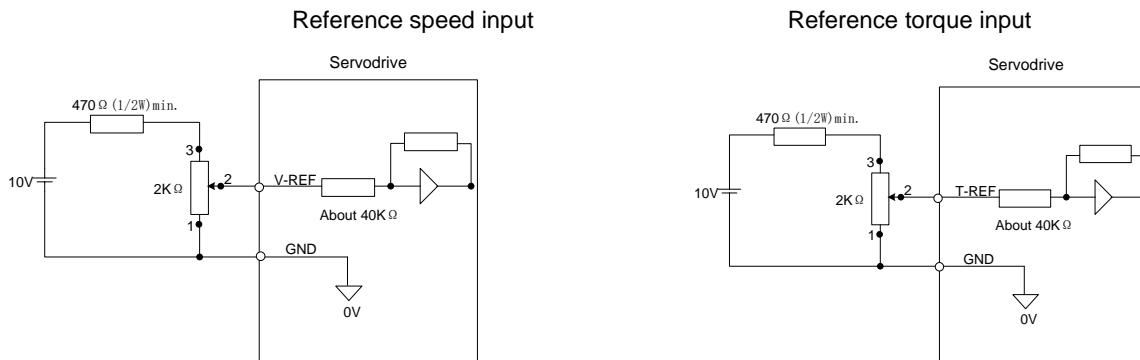 Reference speed input
Servodrive
470Ω (1/2W)min.
3
10V
2KΩ
2
V-REF
About 40KΩ
1
GND
0V
Reference torque input
Servodrive
470Ω (1/2W)min.
3
10V
2KΩ
2
T-REF
About 40KΩ
1
GND
0V